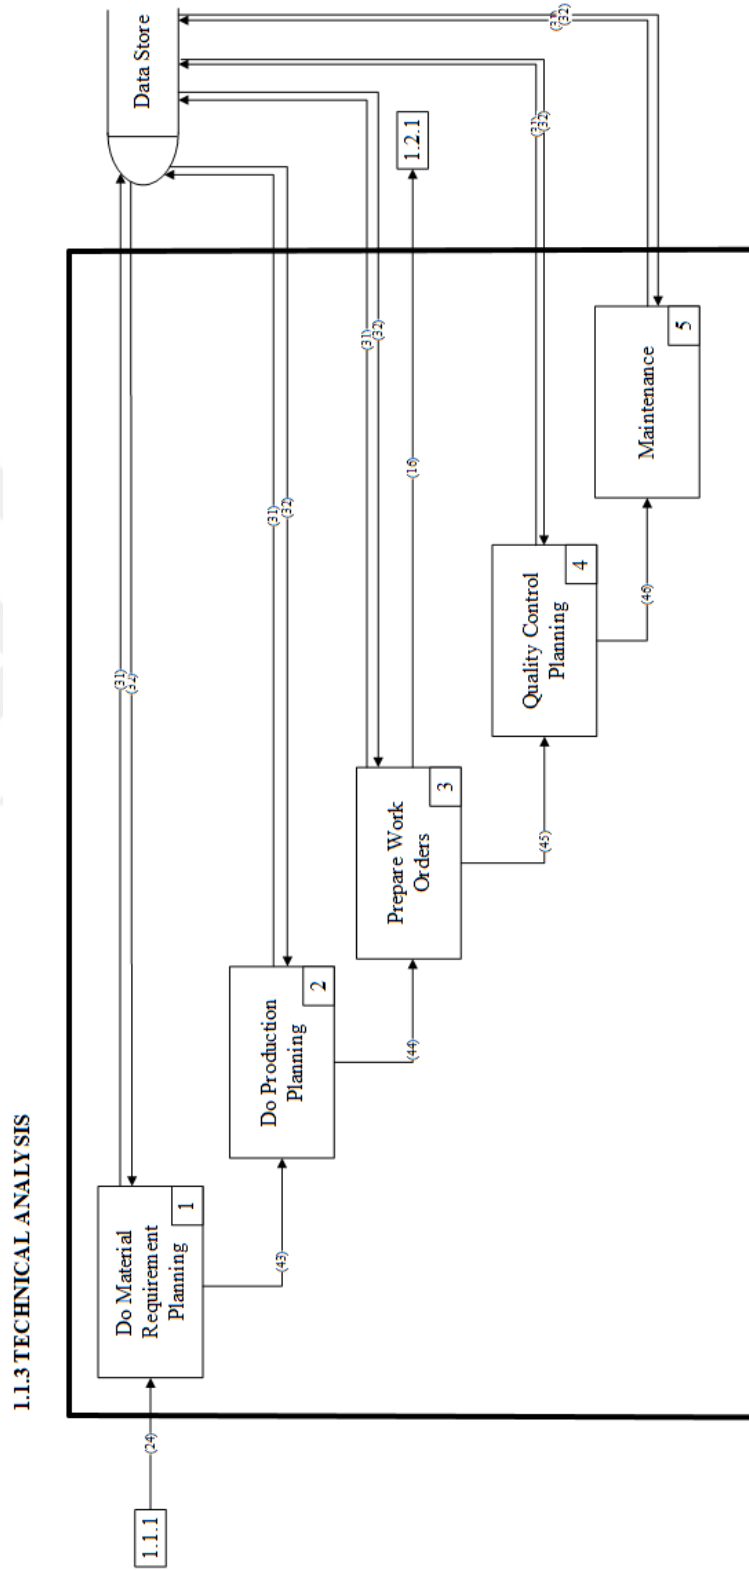 1.1.3 TECHNICAL ANALYSIS
Data Store
(31)
(32)
(31)
(32)
(31)
(32)
(31)
(32)
(31)
(32)
1.1.1
(24)
Do Material
Requirement
Planning
1
(43)
Do Production
Planning
2
(44)
Prepare Work
Orders
3
(16)
1.2.1
(45)
Quality Control
Planning
4
(46)
Maintenance
5